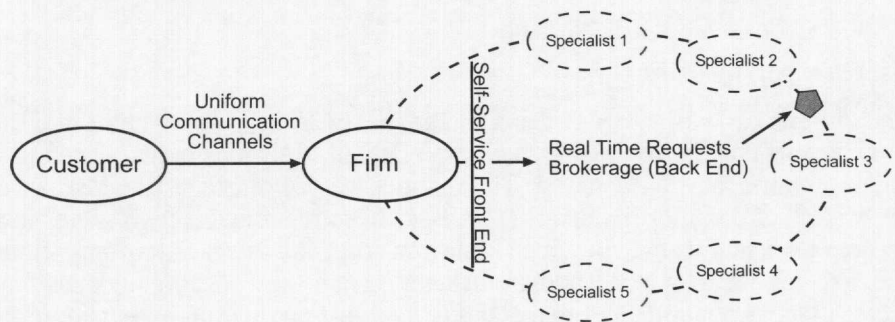 Specialist 1
Specialist 2
Uniform
Communication
Channels
Customer
Firm
Self-Service Front End
Real Time Requests
Brokerage (Back End)
Specialist 3
Specialist 4
Specialist 5